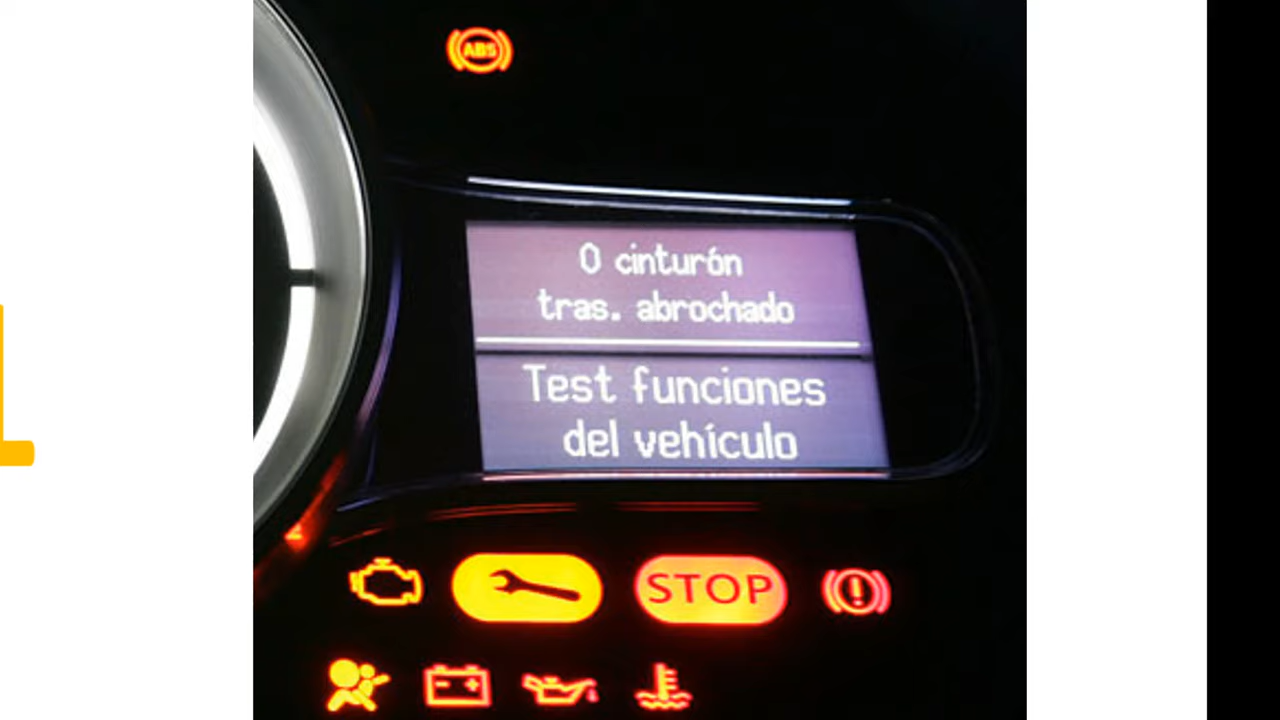 ABS
0 cinturón
tras. abrochado
Test funciones
del vehículo
STOP